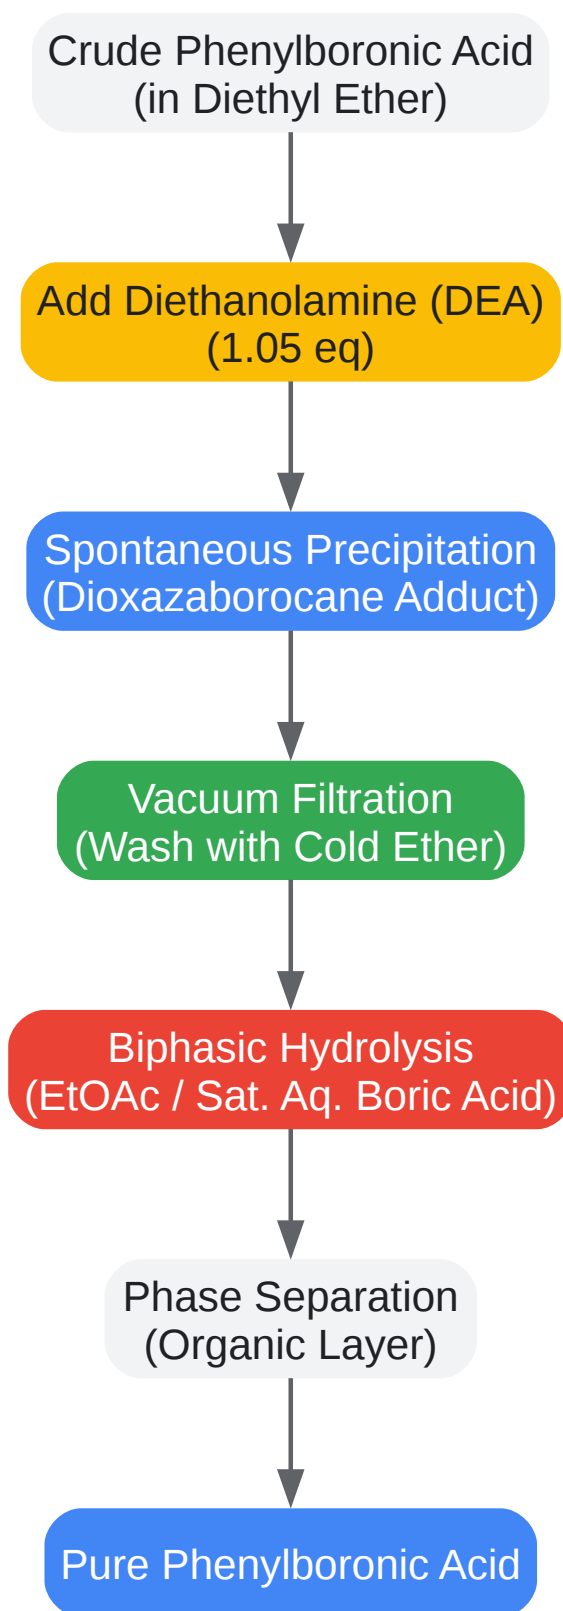 Crude Phenylboronic Acid
(in Diethyl Ether)
Add Diethanolamine (DEA)
(1.05 eq)
Spontaneous Precipitation
(Dioxazaborocane Adduct)
Vacuum Filtration
(Wash with Cold Ether)
Biphasic Hydrolysis
(EtOAc / Sat. Aq. Boric Acid)
Phase Separation
(Organic Layer)
Pure Phenylboronic Acid